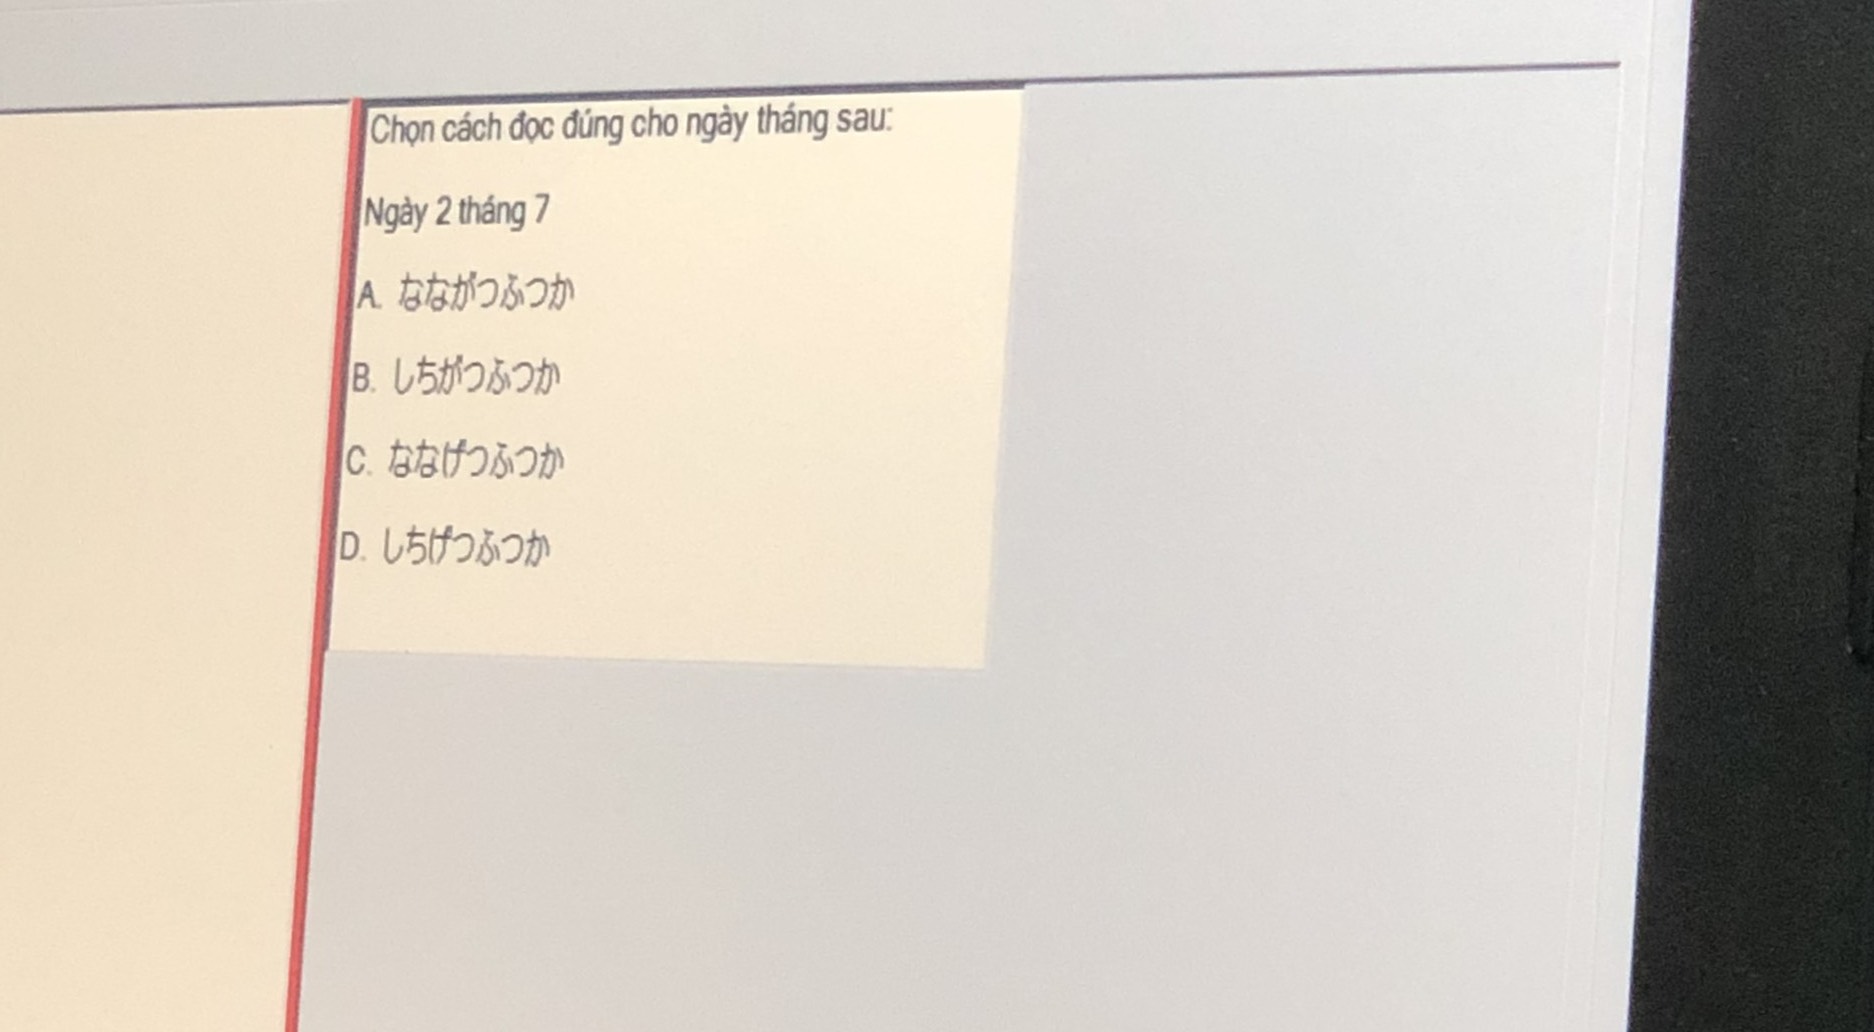 Chọn cách đọc đúng cho ngày tháng sau:
Ngày 2 tháng 7
A. なながつふつか
B. しちがつふつか
C. ななげつふつか
D. しちげつふつか